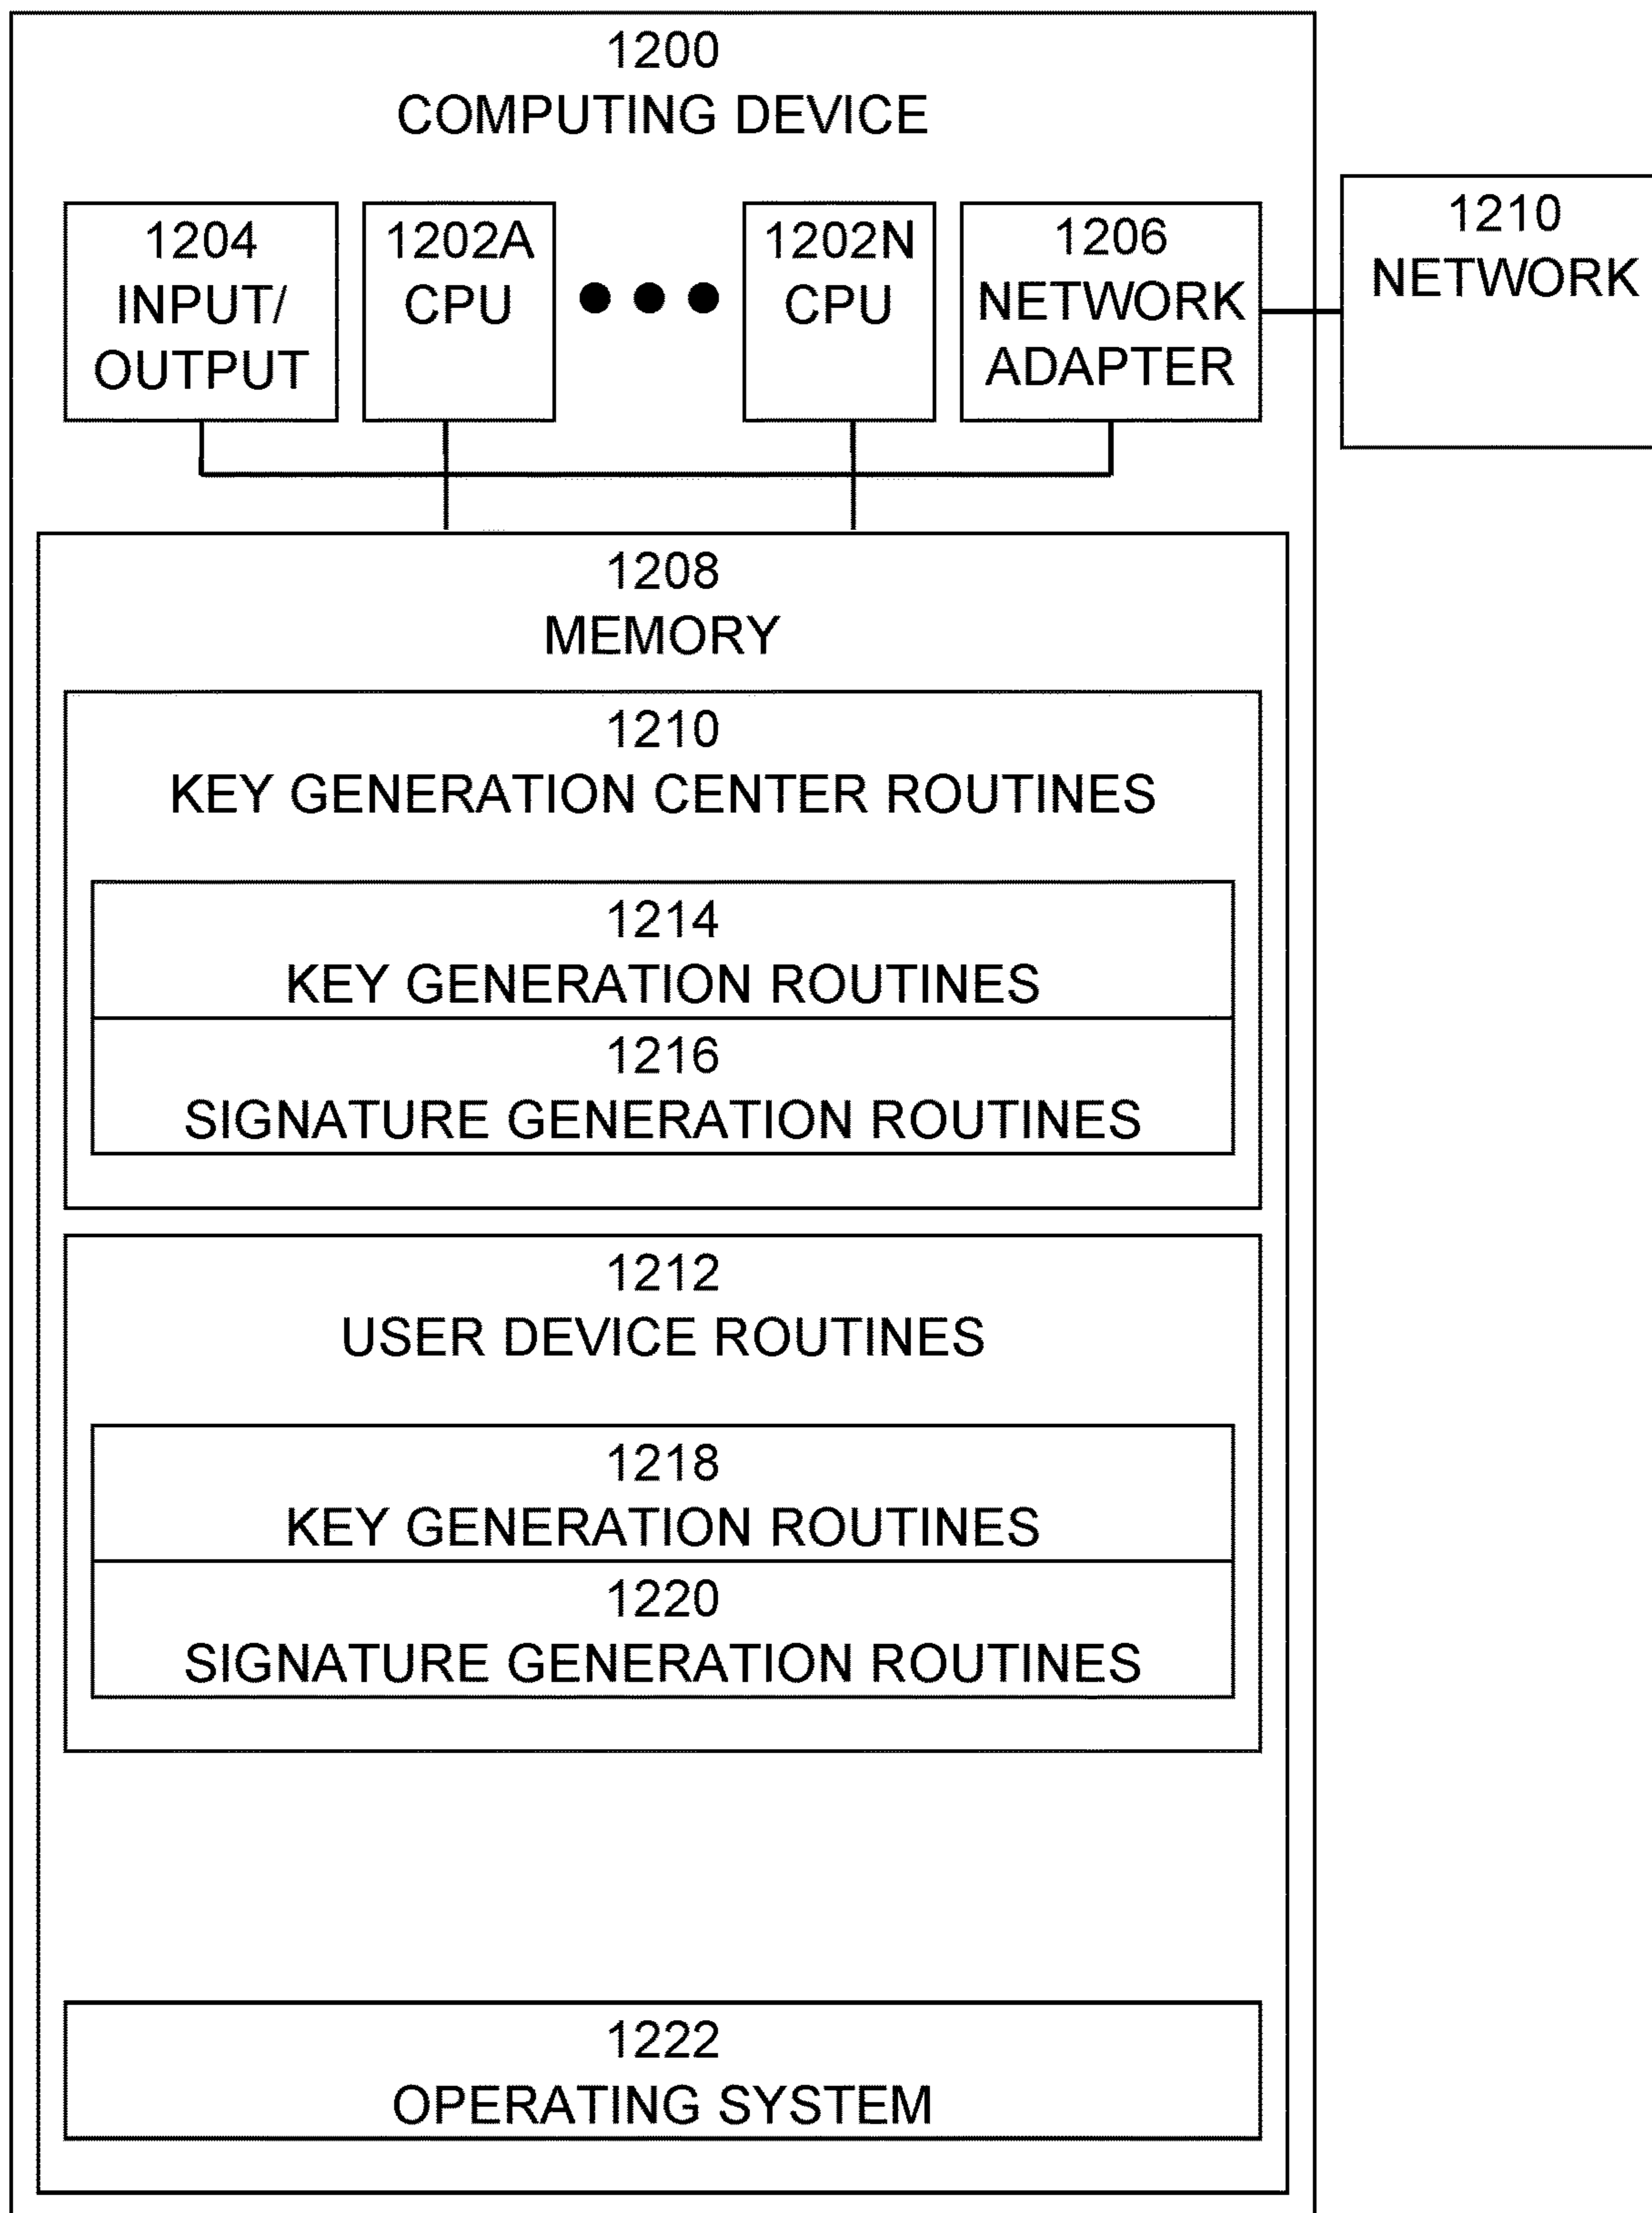 1200
COMPUTING DEVICE
1204
INPUT/
OUTPUT
1202A
CPU
1202N
CPU
1206
NETWORK
ADAPTER
1210
NETWORK
1208
MEMORY
1210
KEY GENERATION CENTER ROUTINES
1214
KEY GENERATION ROUTINES
1216
SIGNATURE GENERATION ROUTINES
1212
USER DEVICE ROUTINES
1218
KEY GENERATION ROUTINES
1220
SIGNATURE GENERATION ROUTINES
1222
OPERATING SYSTEM